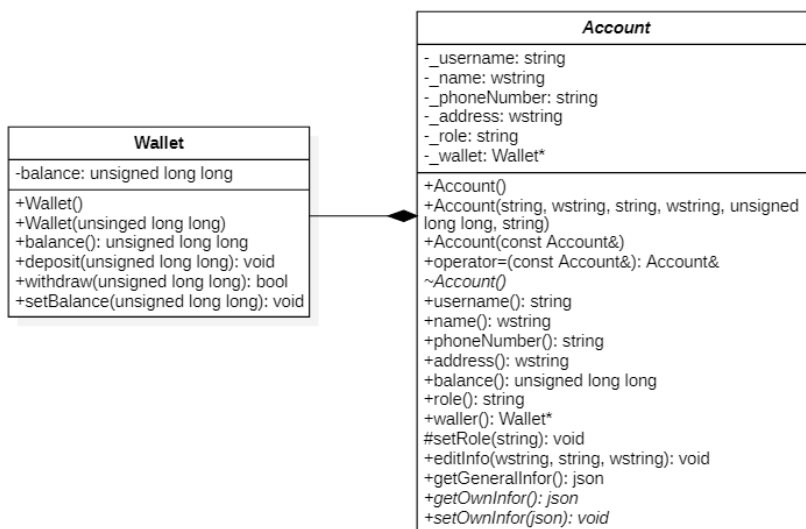 Wallet
-balance: unsigned long long
+Wallet()
+Wallet(unsinged long long)
+balance(): unsigned long long
+deposit(unsigned long long): void
+withdraw(unsigned long long): bool
+setBalance(unsigned long long): void
Account
-_username: string
-_name: wstring
-_phoneNumber: string
-_address: wstring
-_role: string
-_wallet: Wallet*
+Account()
+Account(string, wstring, string, wstring, unsigned
long long, string)
+Account(const Account&)
+operator=(const Account&): Account&
~Account()
+username(): string
+name(): wstring
+phoneNumber(): string
+address(): wstring
+balance(): unsigned long long
+role(): string
+waller(): Wallet*
#setRole(string): void
+editInfo(wstring, string, wstring): void
+getGeneralInfor(): json
+getOwnInfor(): json
+setOwnInfor(json): void